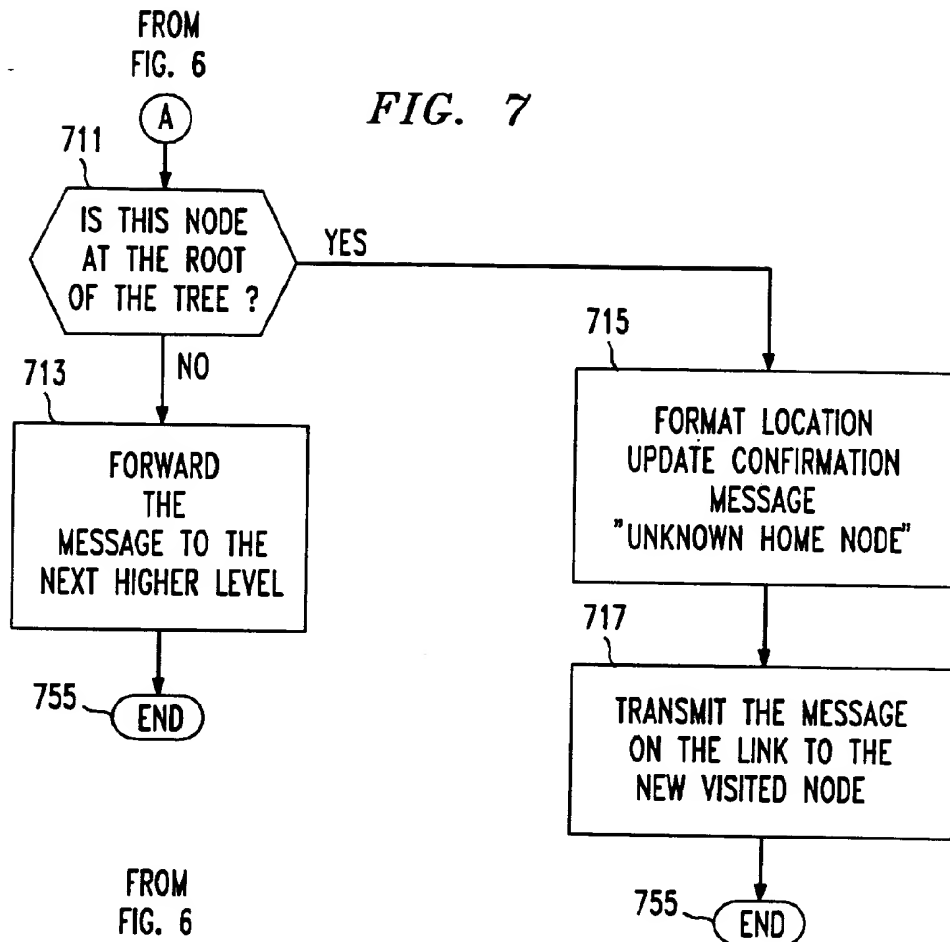 FROM
FIG. 6
A
FIG. 7
711
IS THIS NODE
AT THE ROOT
OF THE TREE ?
YES
NO
713
FORWARD
THE
MESSAGE TO THE
NEXT HIGHER LEVEL
755
END
715
FORMAT LOCATION
UPDATE CONFIRMATION
MESSAGE
"UNKNOWN HOME NODE"
717
TRANSMIT THE MESSAGE
ON THE LINK TO THE
NEW VISITED NODE
755
END
FROM
FIG. 6